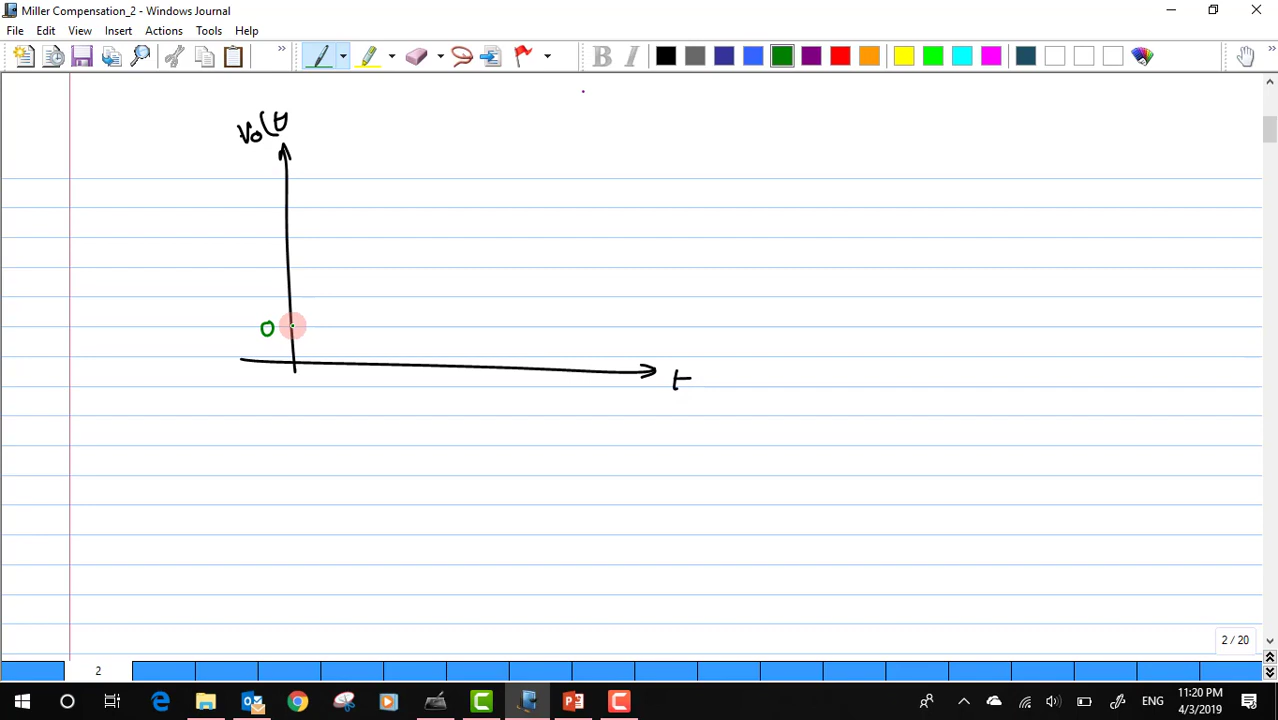 Miller Compensation_2 - Windows Journal
File Edit View Insert Actions Tools Help
B I
Vo(t
0
t
2 / 20
2
ENG
11:20 PM
4/3/2019